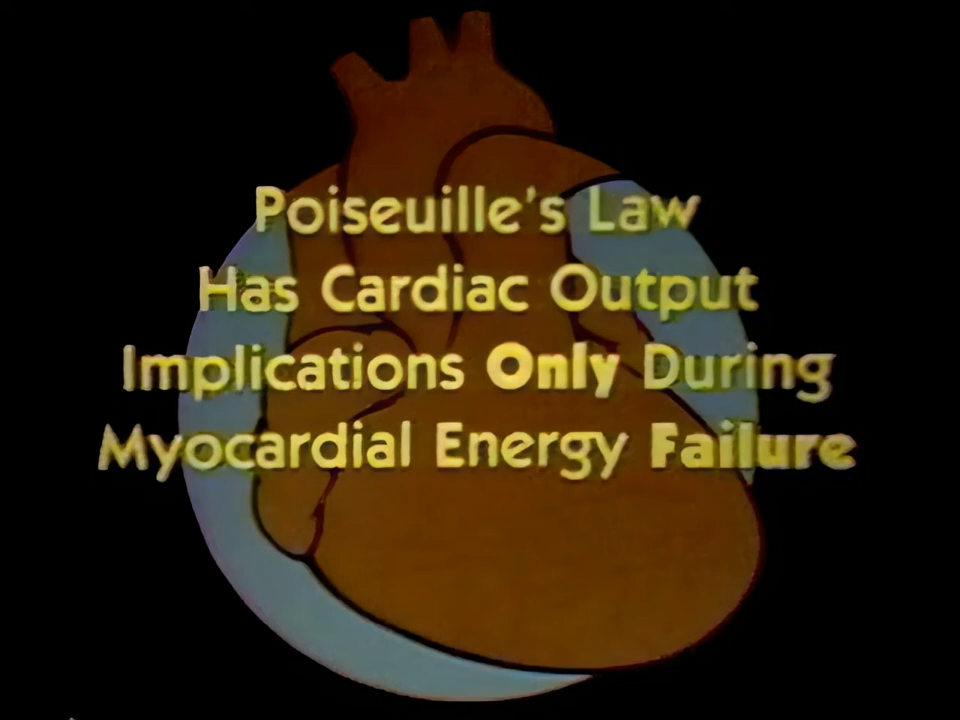 Poiseuille's Law
Has Cardiac Output
Implications Only During
Myocardial Energy Failure